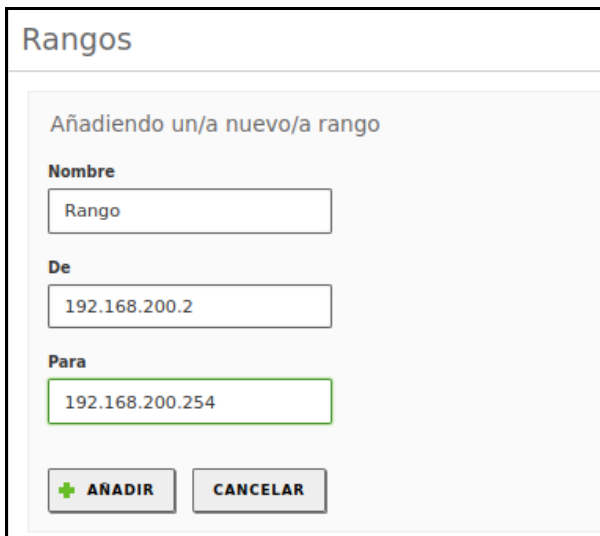 Rangos
Añadiendo un/a nuevo/a rango
Nombre
Rango
De
192.168.200.2
Para
192.168.200.254
AÑADIR CANCELAR